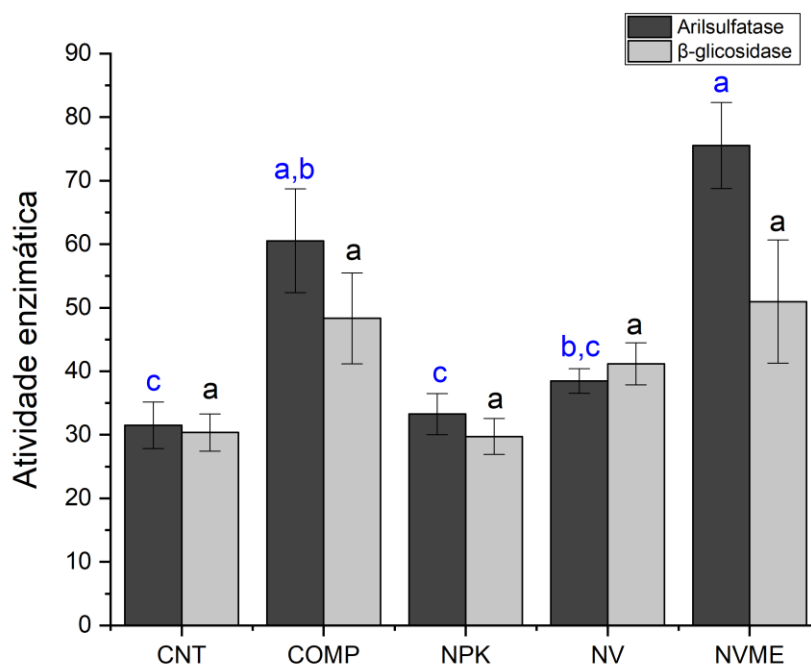 Arilsulfatase
β-glicosidase
Atividade enzimática
90
80
70
60
50
40
30
20
10
0
c
a
a,b
a
c
a
b,c
a
a
a
CNT
COMP
NPK
NV
NVME